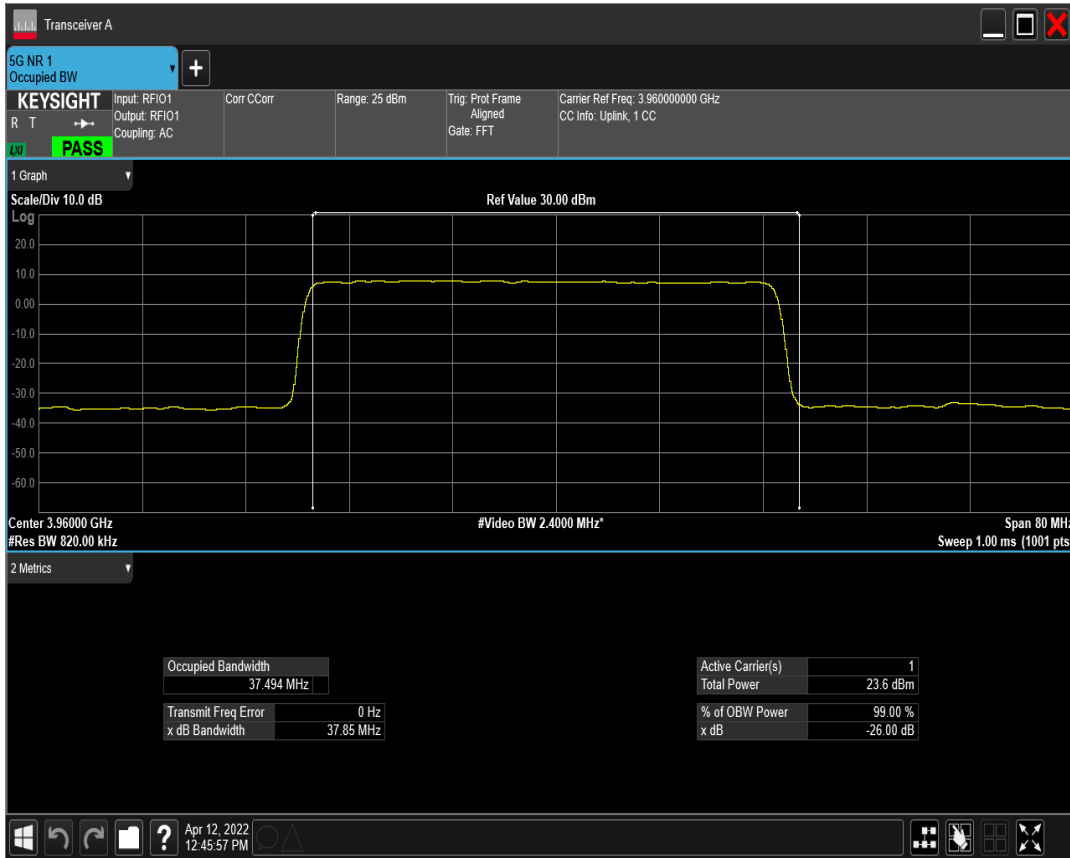 Transceiver A
5G NR 1
Occupied BW
KEYSIGHT
R T
LXI
PASS
Input: RFIO1
Output: RFIO1
Coupling: AC
Corr CCorr
Range: 25 dBm
Trig: Prot Frame
Aligned
Gate: FFT
Carrier Ref Freq: 3.960000000 GHz
CC Info: Uplink, 1 CC
1 Graph
Scale/Div 10.0 dB
Ref Value 30.00 dBm
Log
20.0
10.0
0.00
-10.0
-20.0
-30.0
-40.0
-50.0
-60.0
Center 3.96000 GHz
#Video BW 2.4000 MHz*
Span 80 MHz
#Res BW 820.00 kHz
Sweep 1.00 ms (1001 pts
2 Metrics
Occupied Bandwidth
37.494 MHz
Transmit Freq Error 0 Hz
x dB Bandwidth 37.85 MHz
Active Carrier(s) 1
Total Power 23.6 dBm
% of OBW Power 99.00 %
x dB -26.00 dB
?
Apr 12, 2022
12:45:57 PM